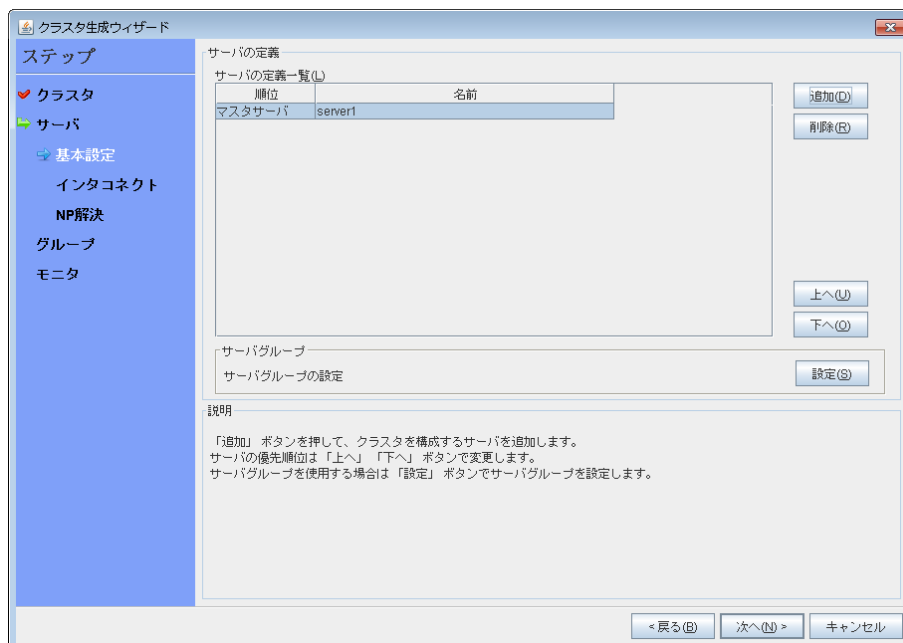 クラスタ生成ウィザード
ステップ
クラスタ
サーバ
基本設定
インタコネクト
NP解決
グループ
モニタ
サーバの定義
サーバの定義一覧(L)
順位 名前
マスタサーバ server1
追加(D)
削除(R)
上へ(U)
下へ(O)
サーバグループ
サーバグループの設定
設定(S)
説明
「追加」ボタンを押して、クラスタを構成するサーバを追加します。
サーバの優先順位は「上へ」「下へ」ボタンで変更します。
サーバグループを使用する場合は「設定」ボタンでサーバグループを設定します。
<戻る(B)
次へ(N)>
キャンセル